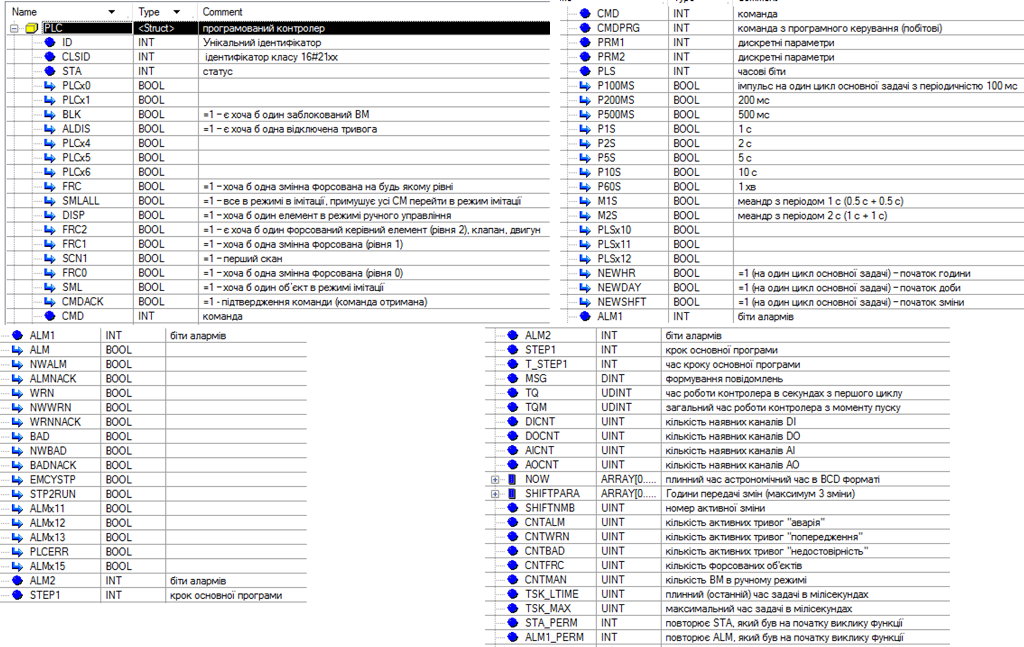 Name Type Comment
PLC <Struct> програмований контролер
ID INT Унікальний ідентифікатор
CLSID INT ідентифікатор класу 16#21xx
STA INT статус
PLCx0 BOOL
PLCx1 BOOL
BLK BOOL =1 – є хоча б один заблокований ВМ
ALDIS BOOL =1 – є хоча б одна відключена тривога
PLCx4 BOOL
PLCx5 BOOL
PLCx6 BOOL
FRC BOOL =1 – хоча б одна змінна форсована на будь якому рівні
SMLALL BOOL =1 – все в режимі в імітації, примушує усі СМ перейти в режим імітації
DISP BOOL =1 – хоча б один елемент в режимі ручного управління
FRC2 BOOL =1 – є хоч один форсований керівний елемент (рівня 2), клапан, двигун
FRC1 BOOL =1 – хоча б одна змінна форсована (рівня 1)
SCN1 BOOL =1 – перший скан
FRC0 BOOL =1 – хоча б одна змінна форсована (рівня 0)
SML BOOL =1 – хоча б один об'єкт в режимі імітації
CMDACK BOOL =1 - підтвердження команди (команда отримана)
CMD INT команда
CMD INT команда
CMDPRG INT команда з програмного керування (побітові)
PRM1 INT дискретні параметри
PRM2 INT дискретні параметри
PLS INT часові біти
P100MS BOOL імпульс на один цикл основної задачі з періодичністю 100 мс
P200MS BOOL 200 мс
P500MS BOOL 500 мс
P1S BOOL 1 с
P2S BOOL 2 с
P5S BOOL 5 с
P10S BOOL 10 с
P60S BOOL 1 хв
M1S BOOL меандр з періодом 1 с (0.5 с + 0.5 с)
M2S BOOL меандр з періодом 2 с (1 с + 1 с)
PLSx10 BOOL
PLSx11 BOOL
PLSx12 BOOL
NEWHR BOOL =1 (на один цикл основної задачі) – початок години
NEWDAY BOOL =1 (на один цикл основної задачі) – початок доби
NEWSHFT BOOL =1 (на один цикл основної задачі) – початок зміни
ALM1 INT біти алармів
ALM1 INT біти алармів
ALM BOOL
NWALM BOOL
ALMNACK BOOL
WRN BOOL
NWWRN BOOL
WRNNACK BOOL
BAD BOOL
NWBAD BOOL
BADNACK BOOL
EMCYSTP BOOL
STP2RUN BOOL
ALMx11 BOOL
ALMx12 BOOL
ALMx13 BOOL
PLCERR BOOL
ALMx15 BOOL
ALM2 INT біти алармів
STEP1 INT крок основної програми
ALM2 INT біти алармів
STEP1 INT крок основної програми
T_STEP1 INT час кроку основної програми
MSG DINT формування повідомлень
TQ UDINT час роботи контролера в секундах з першого циклу
TQM UDINT загальний час роботи контролера з моменту пуску
DICNT UINT кількість наявних каналів DI
DOCNT UINT кількість наявних каналів DO
AICNT UINT кількість наявних каналів AI
AOCNT UINT кількість наявних каналів AO
NOW ARRAY[0..... плинний час астрономічний час в BCD форматі
SHIFTPARA ARRAY[0..... Години передачі змін (максимум 3 зміни)
SHIFTNMB UINT номер активної зміни
CNTALM UINT кількість активних тривог "аварія"
CNTWRN UINT кількість активних тривог "попередження"
CNTBAD UINT кількість активних тривог "недостовірність"
CNTFRC UINT кількість форсованих об'єктів
CNTMAN UINT кількість ВМ в ручному режимі
TSK_LTIME UINT плинний (останній) час задачі в мілісекундах
TSK_MAX UINT максимальний час задачі в мілісекундах
STA_PERM INT повторює STA, який був на початку виклику функції
ALM1_PERM INT повторює ALM, який був на початку виклику функції